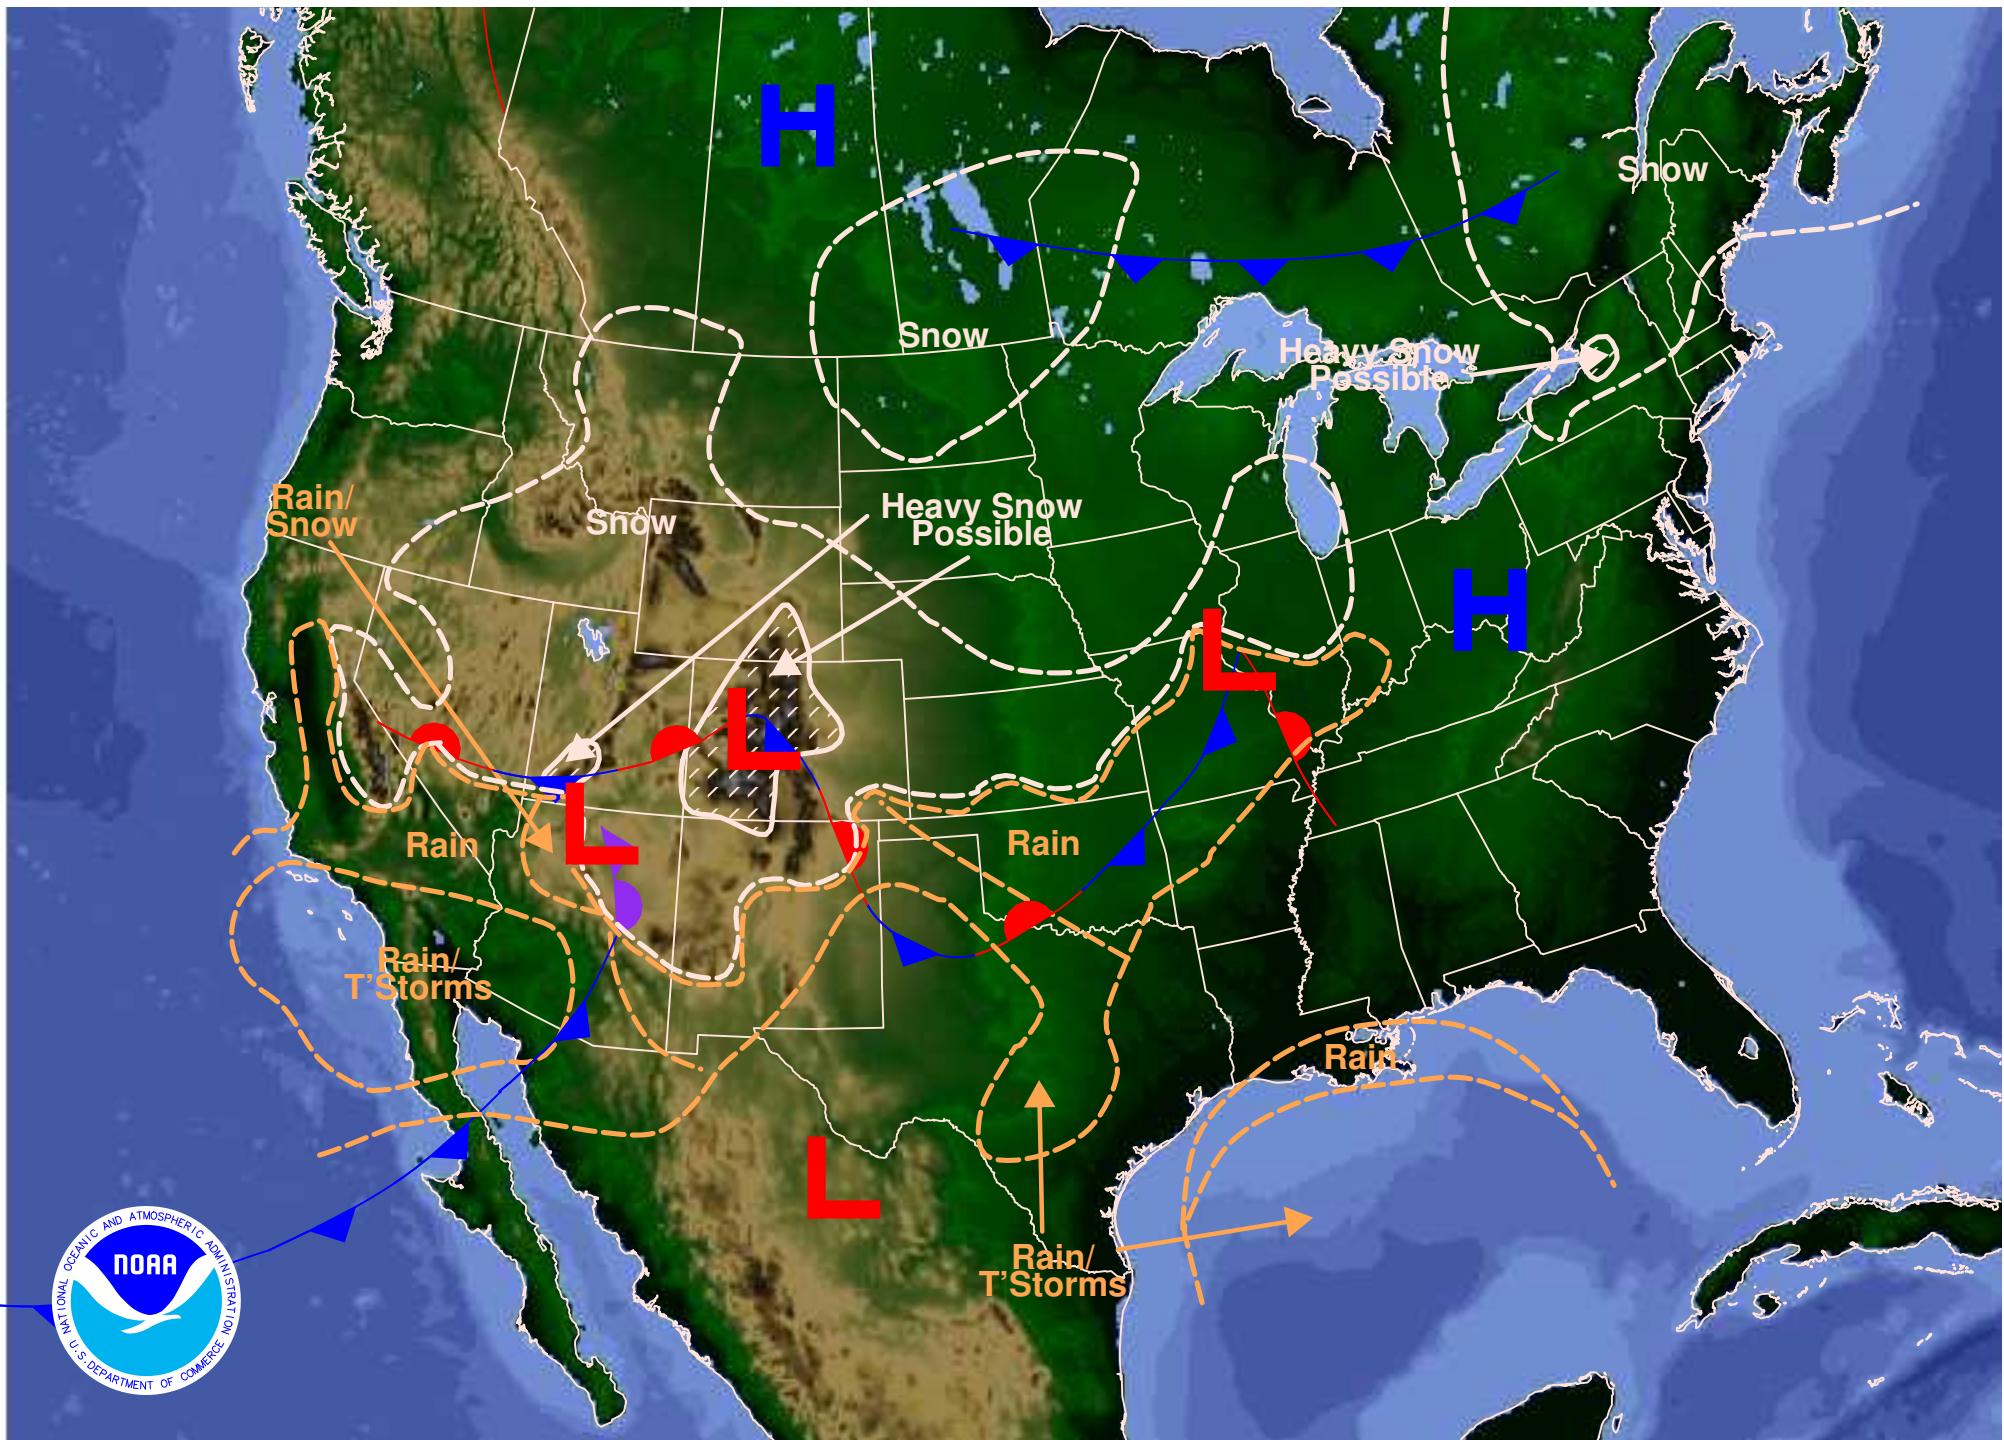 H
Snow
Snow
Heavy Snow
Possible
Rain/
Snow
Snow
Heavy Snow
Possible
H
L
L
L
Rain
Rain
Rain/
T'Storms
Rain
L
Rain/
T'Storms
NATIONAL OCEANIC AND ATMOSPHERIC ADMINISTRATION
NOAA
U.S. DEPARTMENT OF COMMERCE